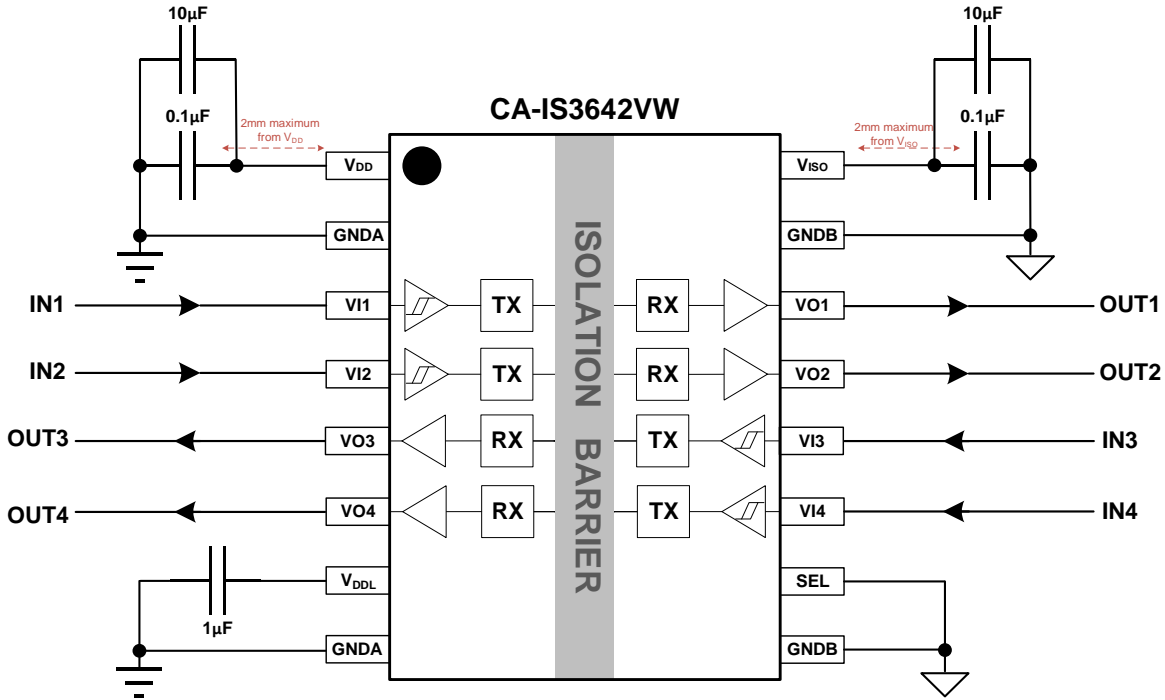 10μF
10μF
CA-IS3642VW
0.1μF
0.1μF
2mm maximum
from VDD
2mm maximum
from VISO
VDD
VISO
GNDA
GNDB
ISOLATION BARRIER
IN1
VI1
TX
RX
VO1
OUT1
IN2
VI2
TX
RX
VO2
OUT2
OUT3
VO3
RX
TX
VI3
IN3
OUT4
VO4
RX
TX
VI4
IN4
VDDL
SEL
1μF
GNDA
GNDB